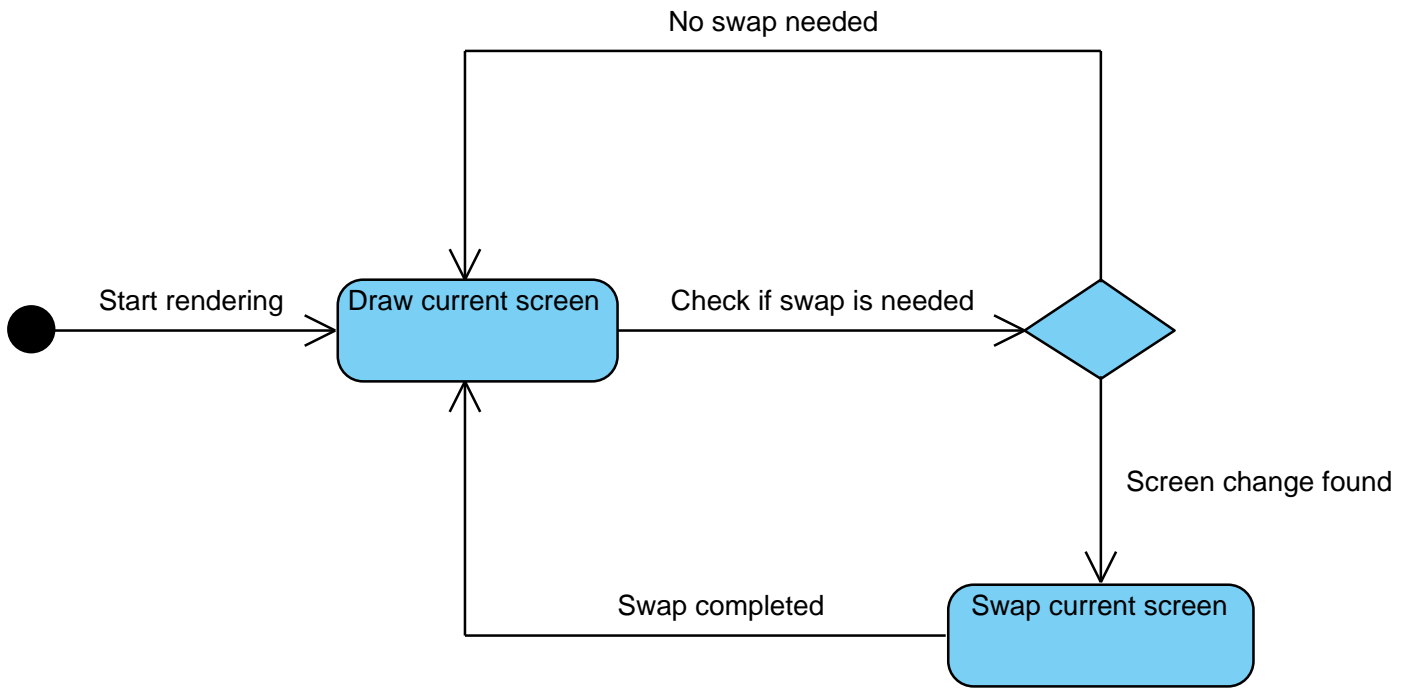 No swap needed
Start rendering
Draw current screen
Check if swap is needed
Screen change found
Swap completed
Swap current screen